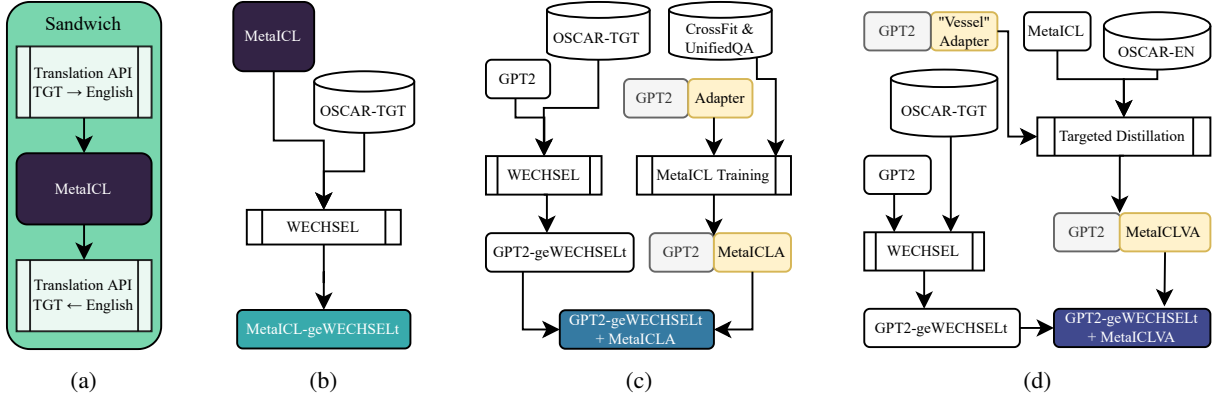 Sandwich
Translation API
TGT → English
MetaICL
Translation API
TGT ← English
(a)
MetaICL
OSCAR-TGT
WECHSEL
MetaICL-geWECHSELt
(b)
OSCAR-TGT
CrossFit &
UnifiedQA
GPT2
GPT2
Adapter
WECHSEL
MetaICL Training
GPT2-geWECHSELt
GPT2
MetaICLA
GPT2-geWECHSELt
+ MetaICLA
(c)
GPT2
"Vessel"
Adapter
MetaICL
OSCAR-EN
OSCAR-TGT
Targeted Distillation
GPT2
WECHSEL
GPT2
MetaICLVA
GPT2-geWECHSELt
GPT2-geWECHSELt
+ MetaICLVA
(d)